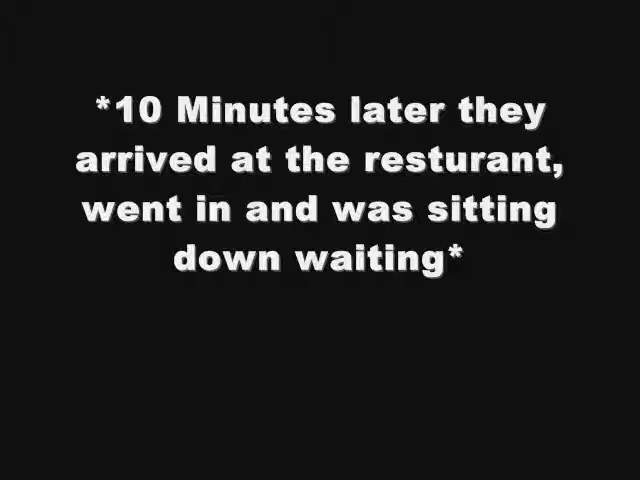 *10 Minutes later they
arrived at the resturant,
went in and was sitting
down waiting*